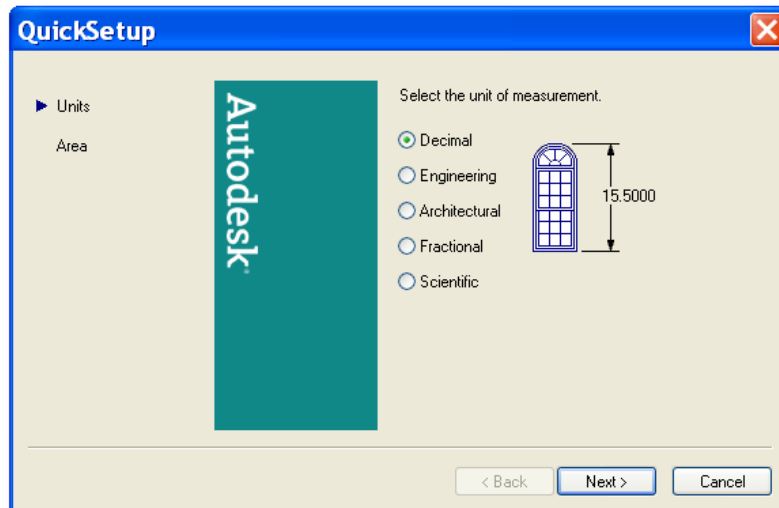 QuickSetup
Units
Area
Autodesk
Select the unit of measurement.
Decimal
Engineering
Architectural
Fractional
Scientific
15.5000
< Back
Next >
Cancel